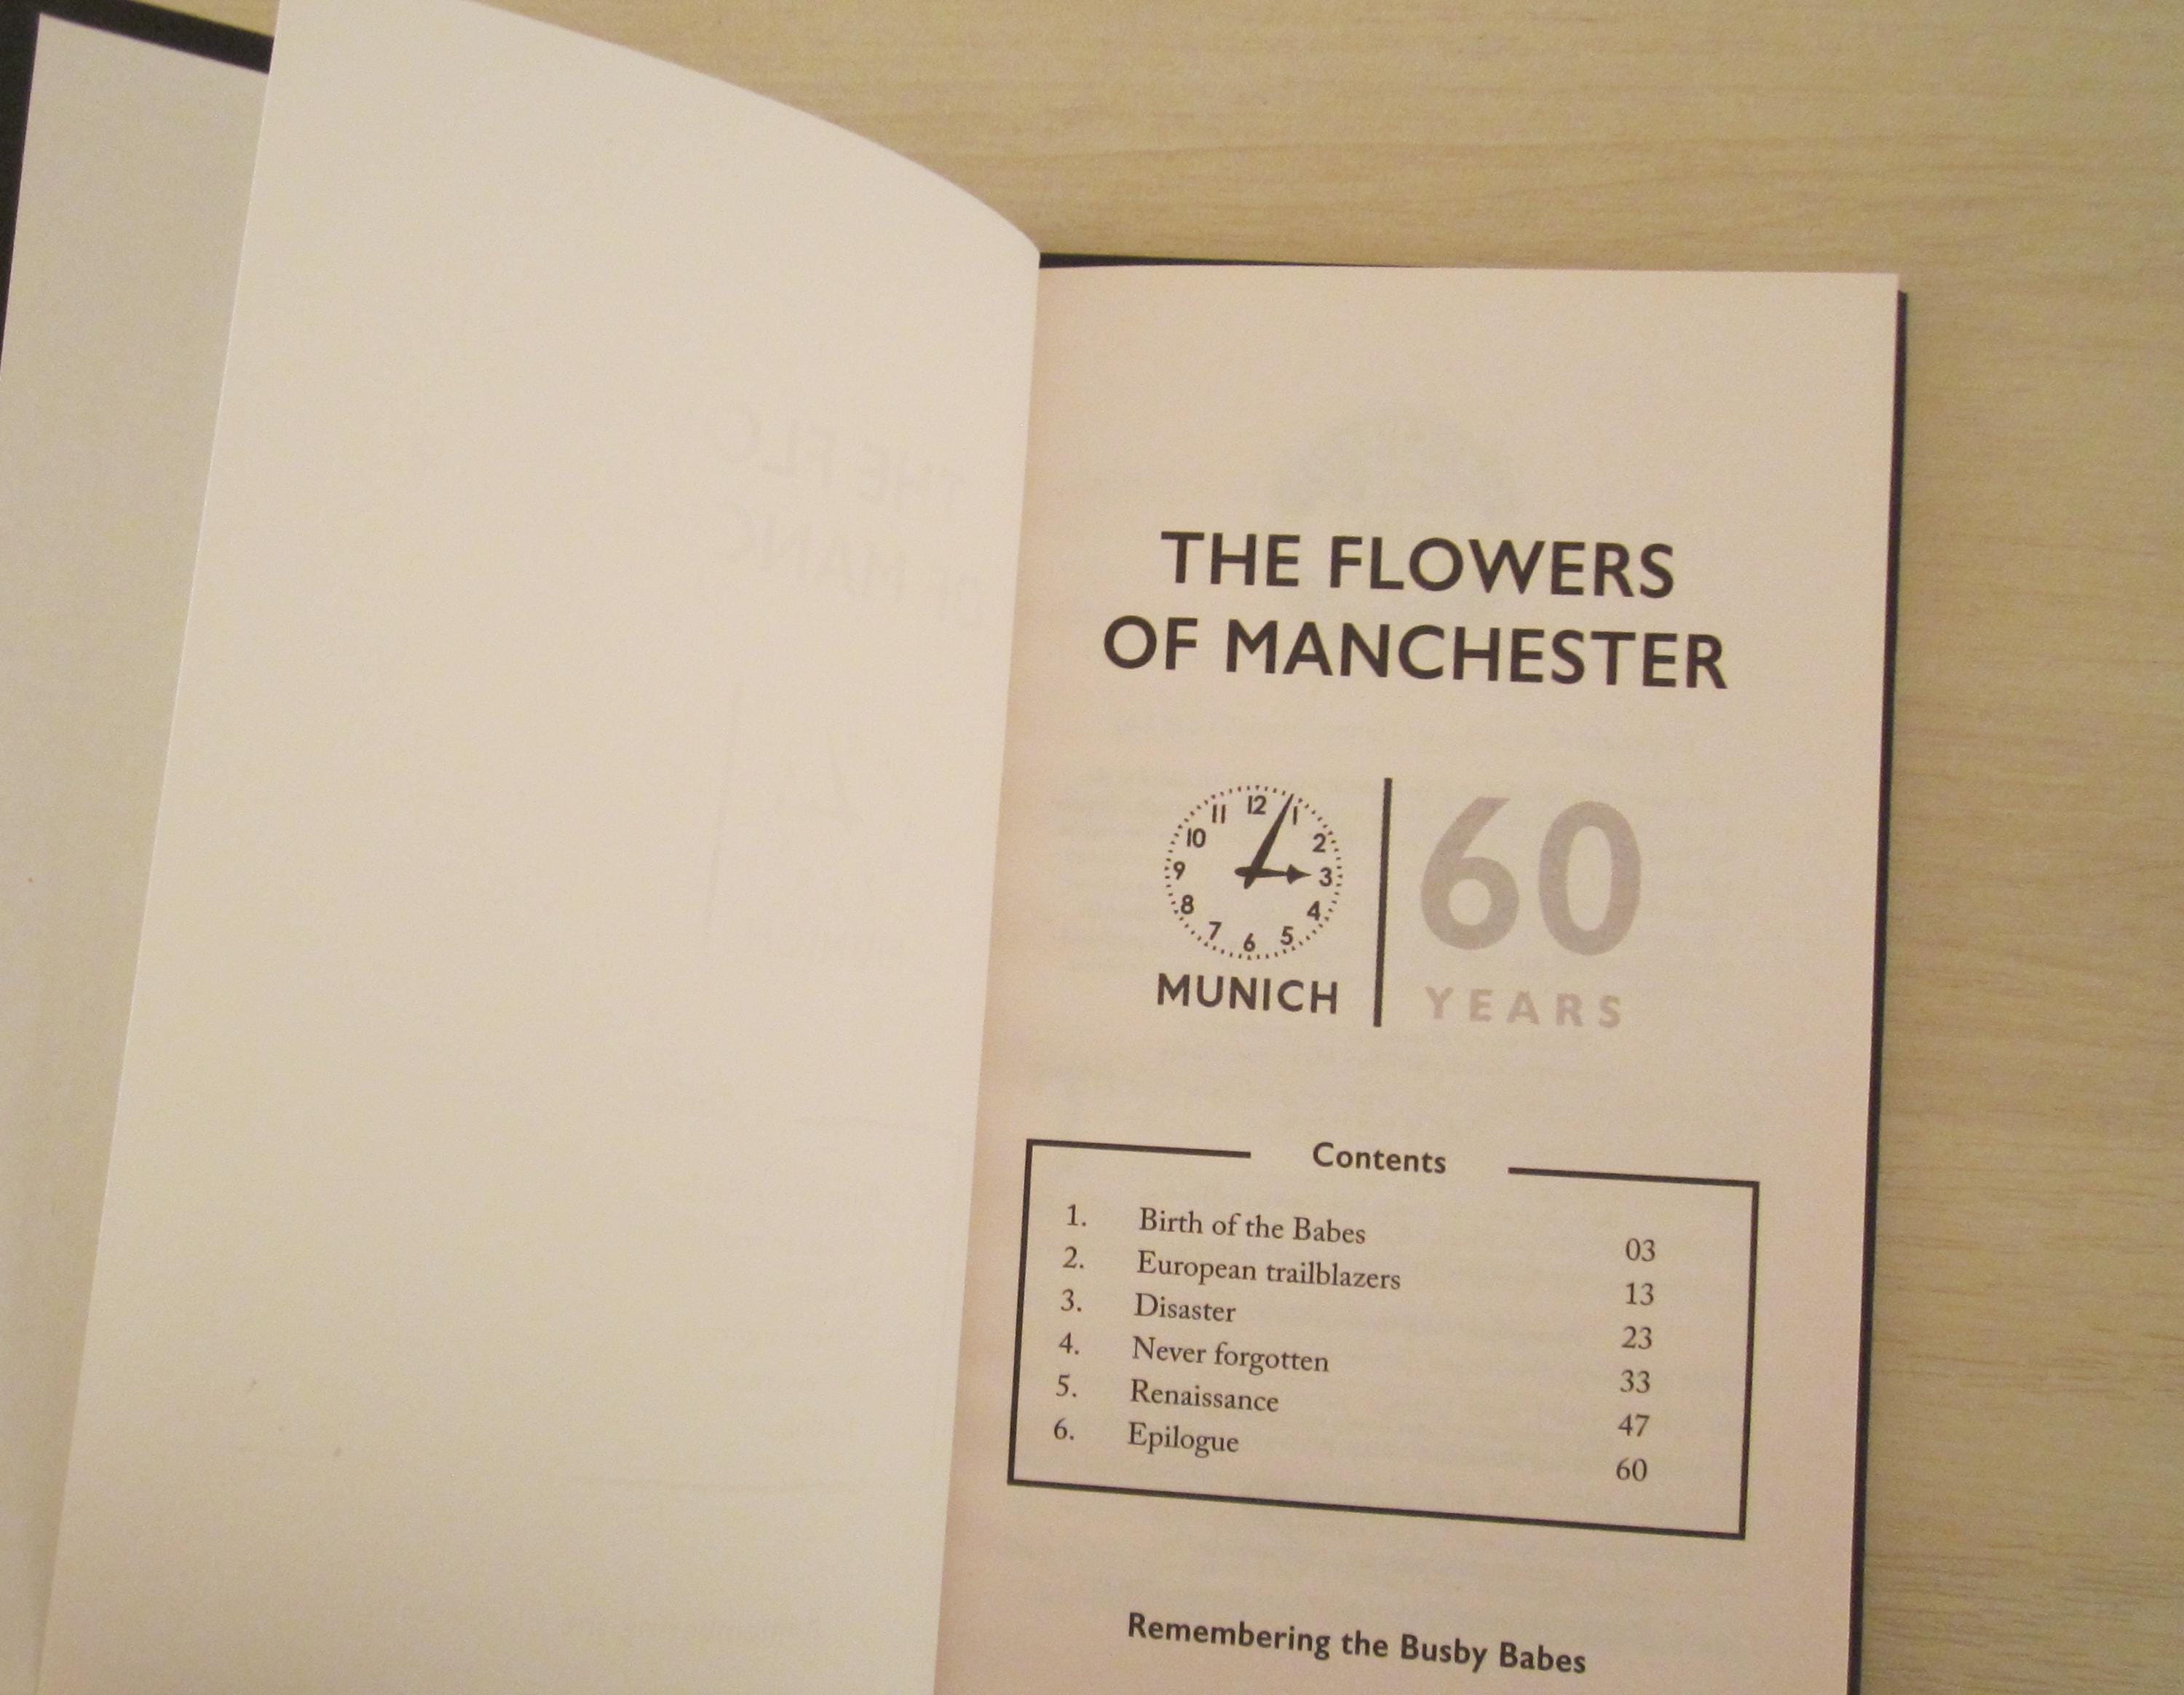 THE FLOWERS
OF MANCHESTER
12
11
1
10
2
9
3
8
4
7
5
6
MUNICH
60
YEARS
Contents
1. Birth of the Babes 03
2. European trailblazers 13
3. Disaster 23
4. Never forgotten 33
5. Renaissance 47
6. Epilogue 60
Remembering the Busby Babes